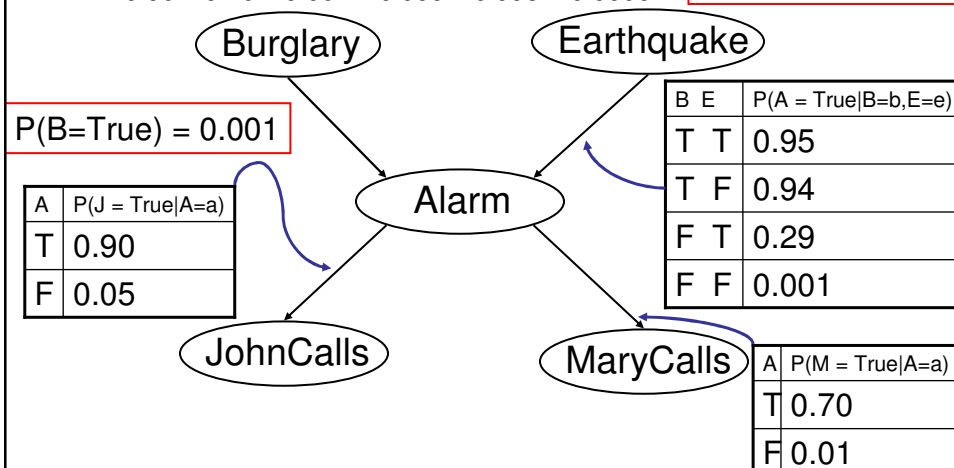 Burglary
Earthquake
P(B=True) = 0.001
B E P(A = True|B=b,E=e)
T T 0.95
T F 0.94
F T 0.29
F F 0.001
Alarm
A P(J = True|A=a)
T 0.90
F 0.05
JohnCalls
MaryCalls
A P(M = True|A=a)
T 0.70
F 0.01